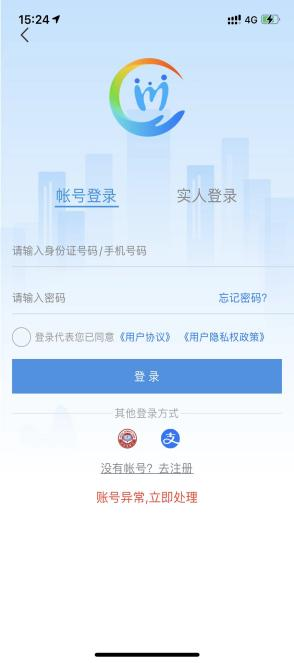 15:24
4G
帐号登录 实人登录
请输入身份证号码/手机号码
请输入密码 忘记密码?
登录代表您已同意《用户协议》《用户隐私权政策》
登录
其他登录方式
支
没有帐号?去注册
账号异常,立即处理